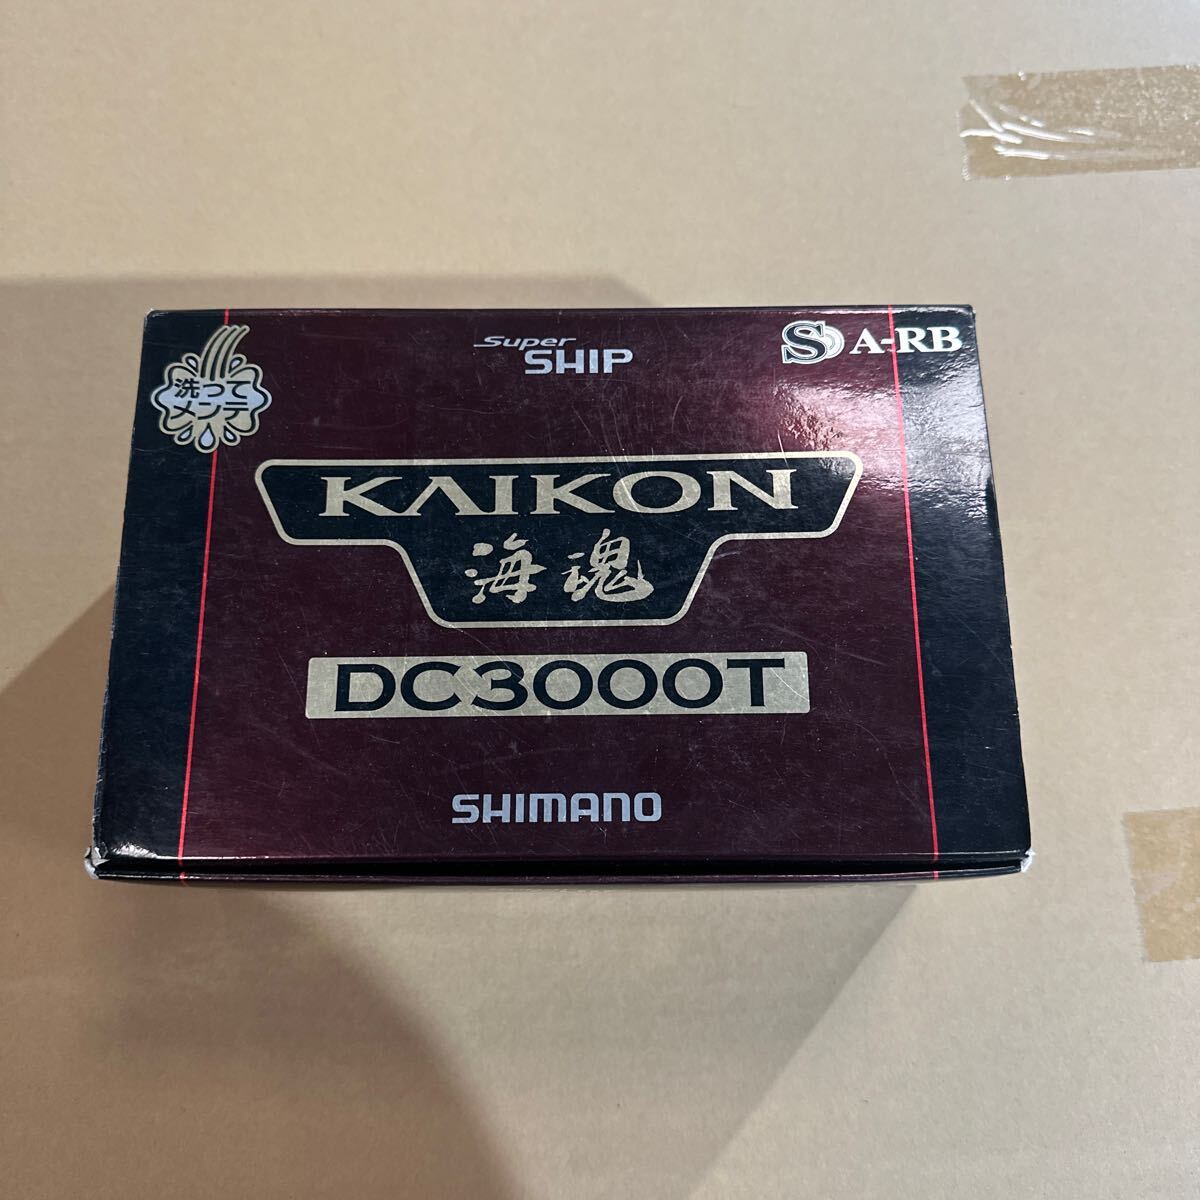 Super
SHIP
S A-RB
洗って
メンテ
KAIKON
海魂
DC3000T
SHIMANO